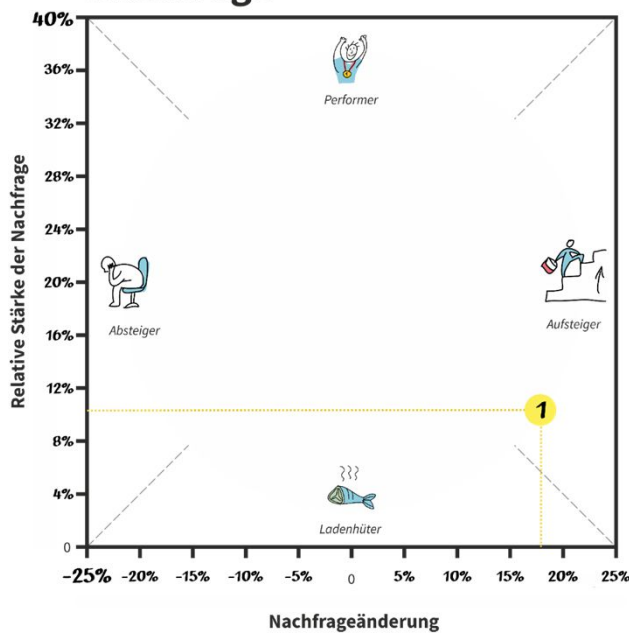 40%
36%
32%
28%
24%
20%
16%
12%
8%
4%
0
Relative Stärke der Nachfrage
Performer
Absteiger
Aufsteiger
1
Ladenhüter
-25% -20% -15% -10% -5% 0 5% 10% 15% 20% 25%
Nachfrageänderung